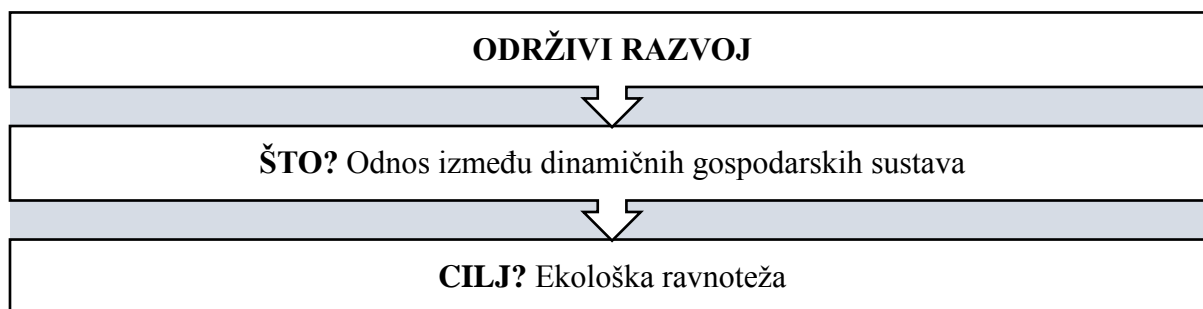 ODRŽIVI RAZVOJ
ŠTO? Odnos između dinamičnih gospodarskih sustava
CILJ? Ekološka ravnoteža